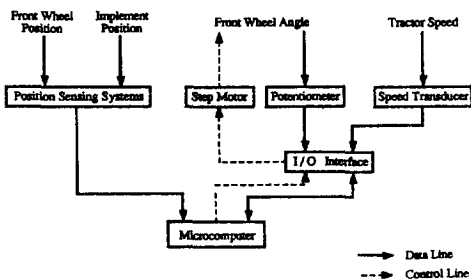 Front Wheel Position
Implement Position
Front Wheel Angle
Tractor Speed
Position Sensing Systems
Step Motor
Potentiometer
Speed Transducer
I / O Interface
Microcomputer
Data Line
Control Line